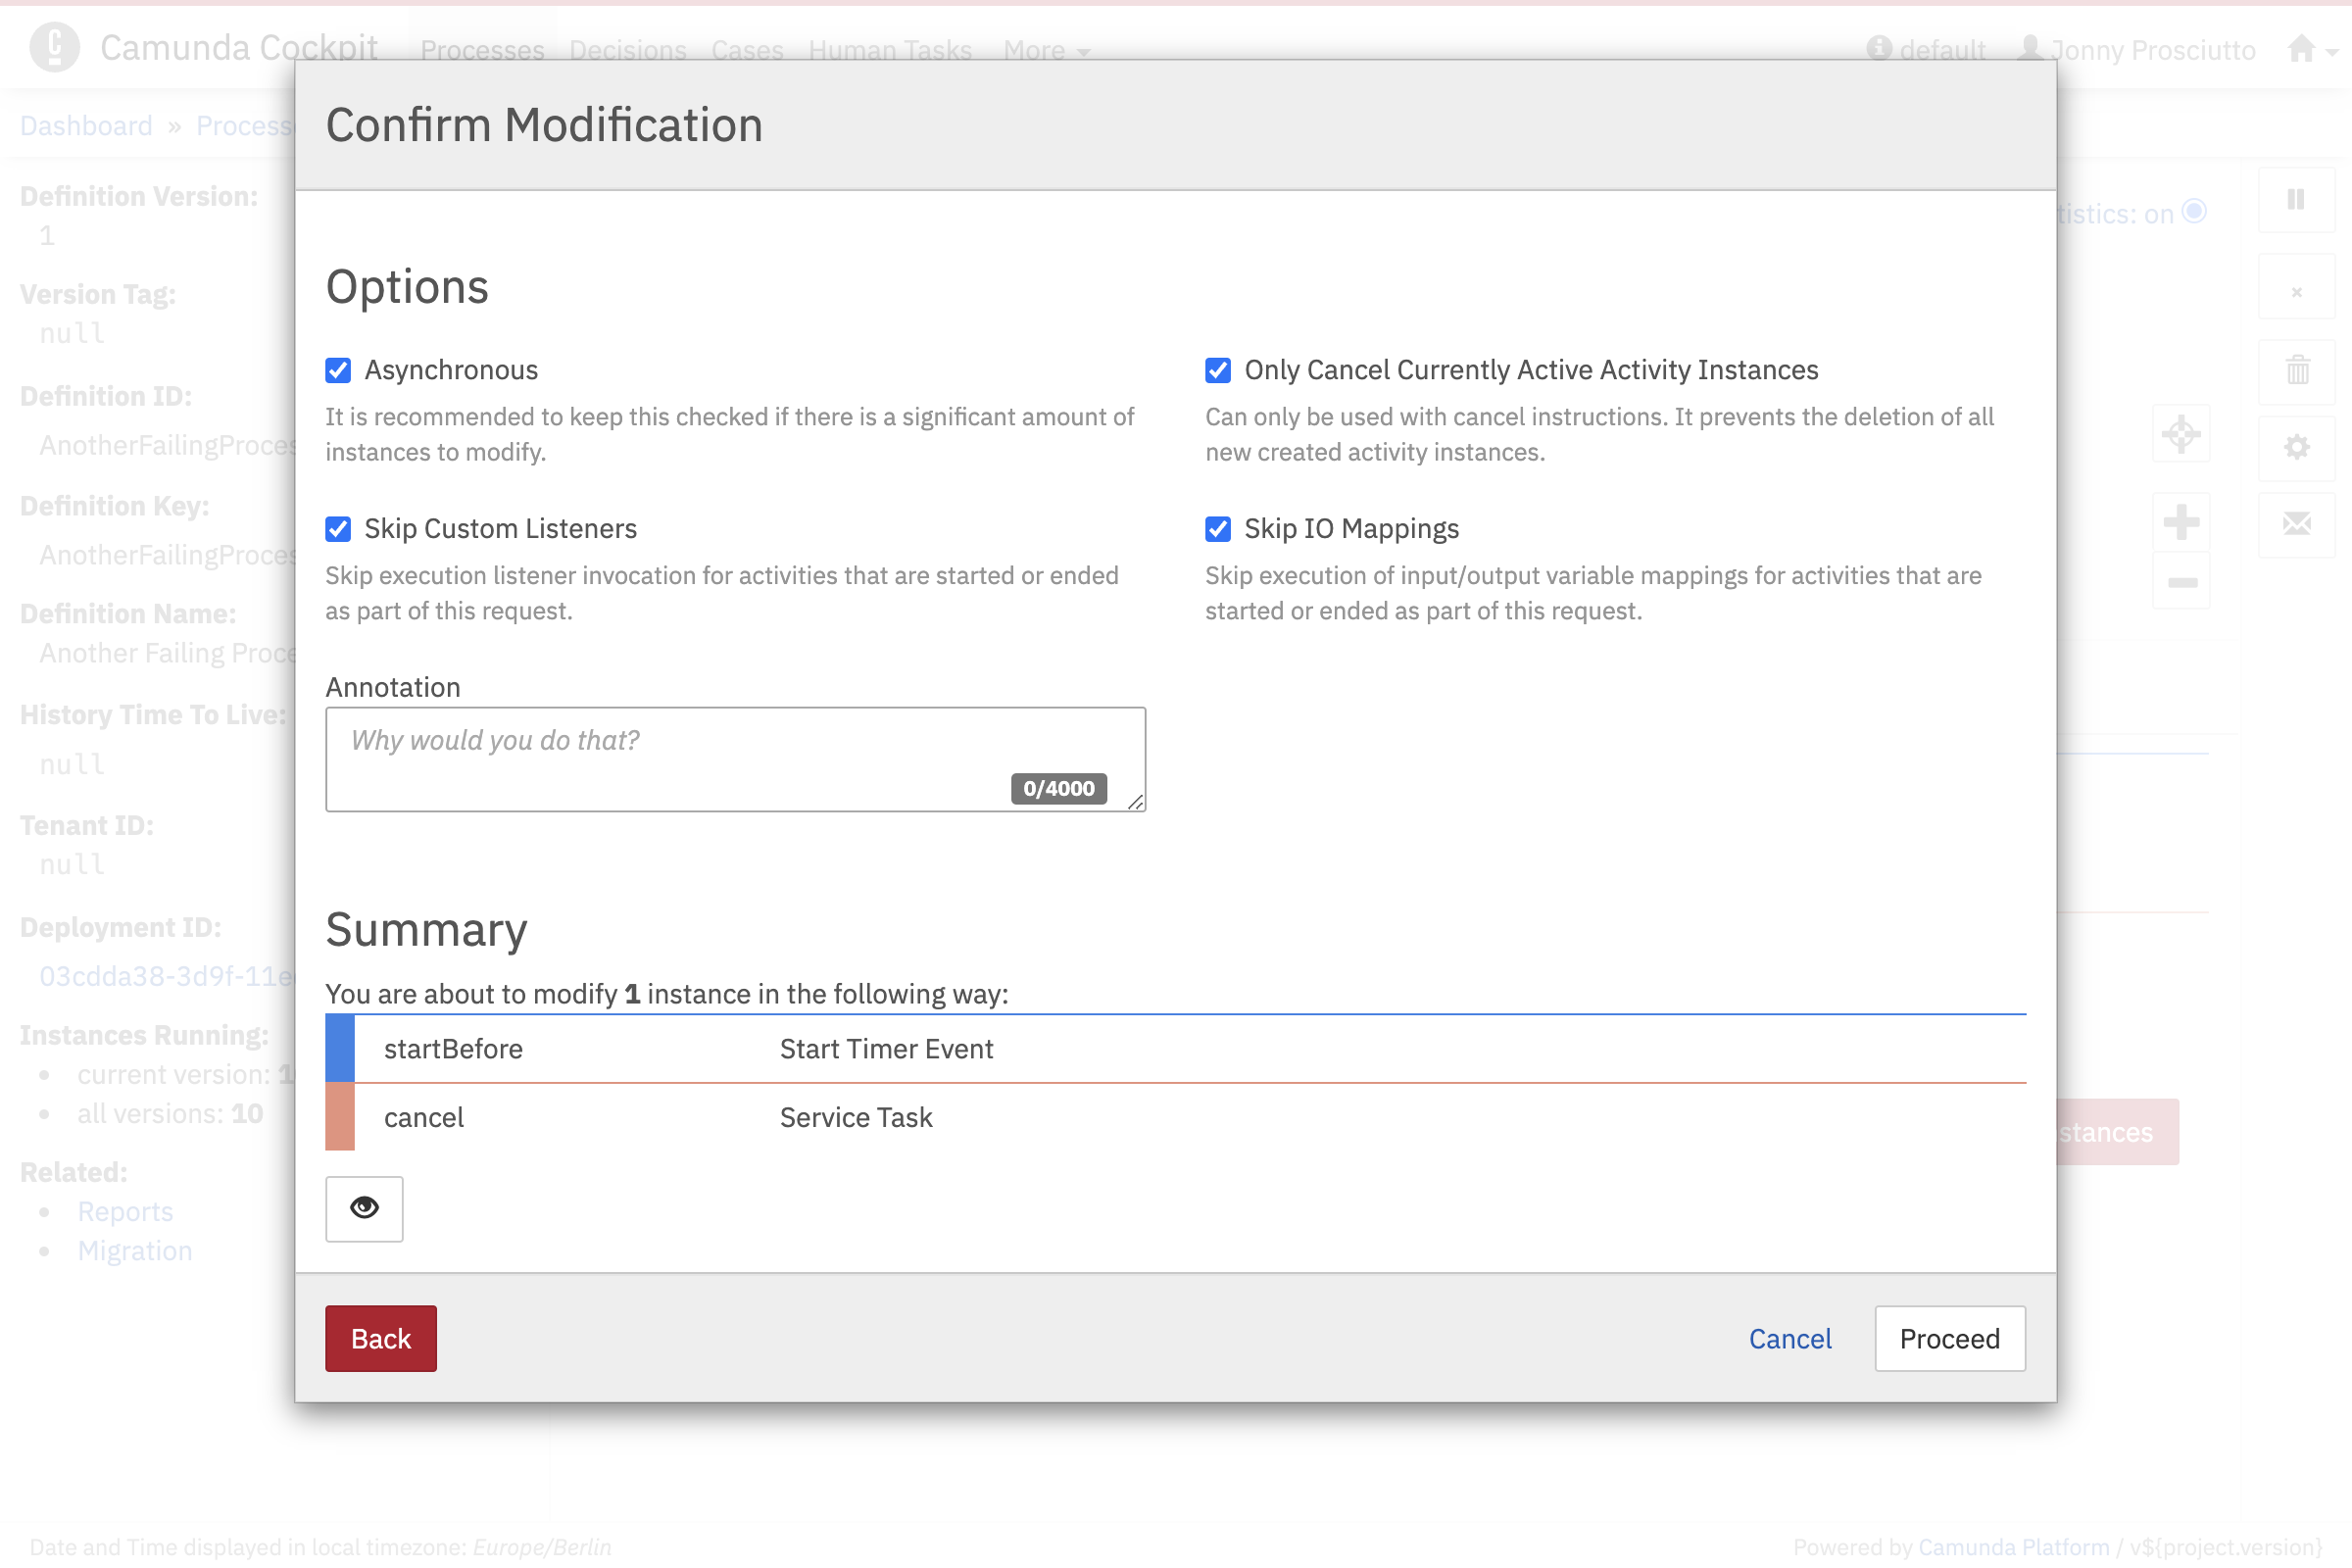 Camunda Cockpit Processes Decisions Cases Human Tasks More default Jonny Prosciutto
Dashboard » Process
Confirm Modification
Definition Version:
1
Version Tag:
null
Definition ID:
AnotherFailingProces
Definition Key:
AnotherFailingProces
Definition Name:
Another Failing Proce
History Time To Live:
null
Tenant ID:
null
Deployment ID:
03cdda38-3d9f-11e
Instances Running:
current version: 1
all versions: 10
Related:
Reports
Migration
Options
Asynchronous
It is recommended to keep this checked if there is a significant amount of
instances to modify.
Only Cancel Currently Active Activity Instances
Can only be used with cancel instructions. It prevents the deletion of all
new created activity instances.
Skip Custom Listeners
Skip execution listener invocation for activities that are started or ended
as part of this request.
Skip IO Mappings
Skip execution of input/output variable mappings for activities that are
started or ended as part of this request.
Annotation
Why would you do that?
0/4000
Summary
You are about to modify 1 instance in the following way:
startBefore Start Timer Event
cancel Service Task
Back Cancel Proceed
tistics: on
stances
Date and Time displayed in local timezone: Europe/Berlin
Powered by Camunda Platform / v${project.version}